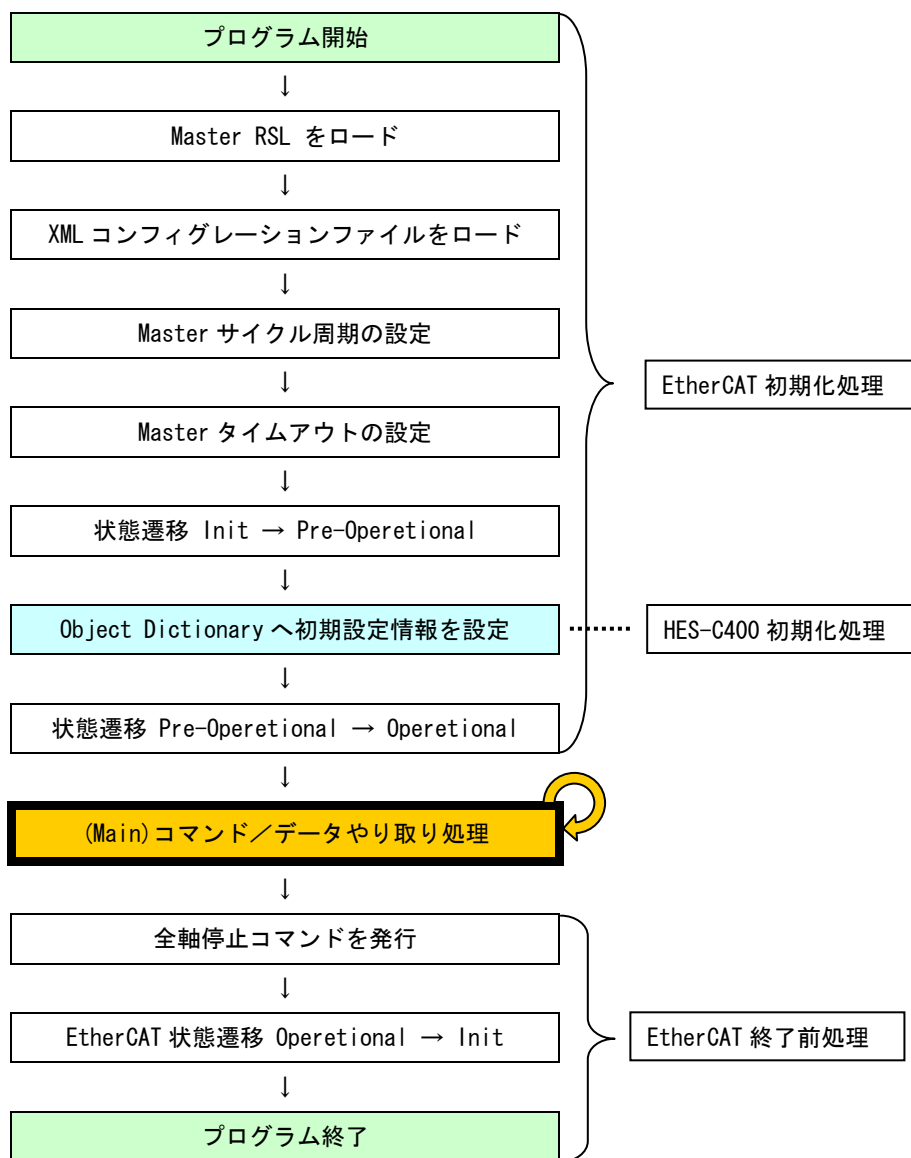 プログラム開始
↓
Master RSL をロード
↓
XML コンフィグレーションファイルをロード
↓
Master サイクル周期の設定
↓
Master タイムアウトの設定
↓
状態遷移 Init → Pre-Operetional
↓
Object Dictionary へ初期設定情報を設定
↓
状態遷移 Pre-Operetional → Operetional
↓
(Main)コマンド/データやり取り処理
↓
全軸停止コマンドを発行
↓
EtherCAT 状態遷移 Operetional → Init
↓
プログラム終了
EtherCAT 初期化処理
HES-C400 初期化処理
EtherCAT 終了前処理